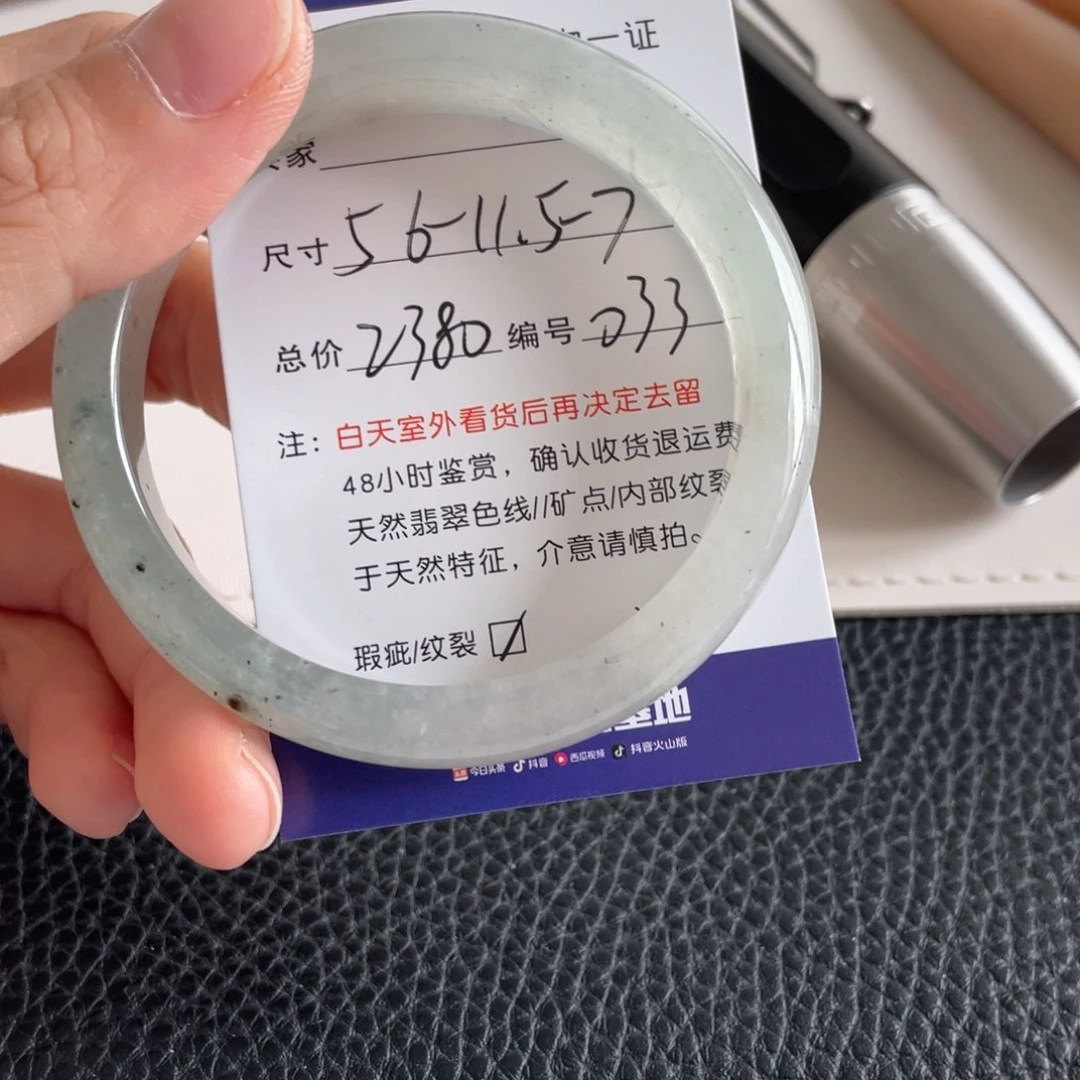 一证
家
尺寸 56-11.5-7
总价 2380 编号 033
注：白天室外看货后再决定去留
48小时鉴赏，确认收货退运费
天然翡翠色线//矿点/内部纹裂
于天然特征，介意请慎拍。
瑕疵/纹裂
基地
今日头条 抖音 西瓜视频 抖音火山版